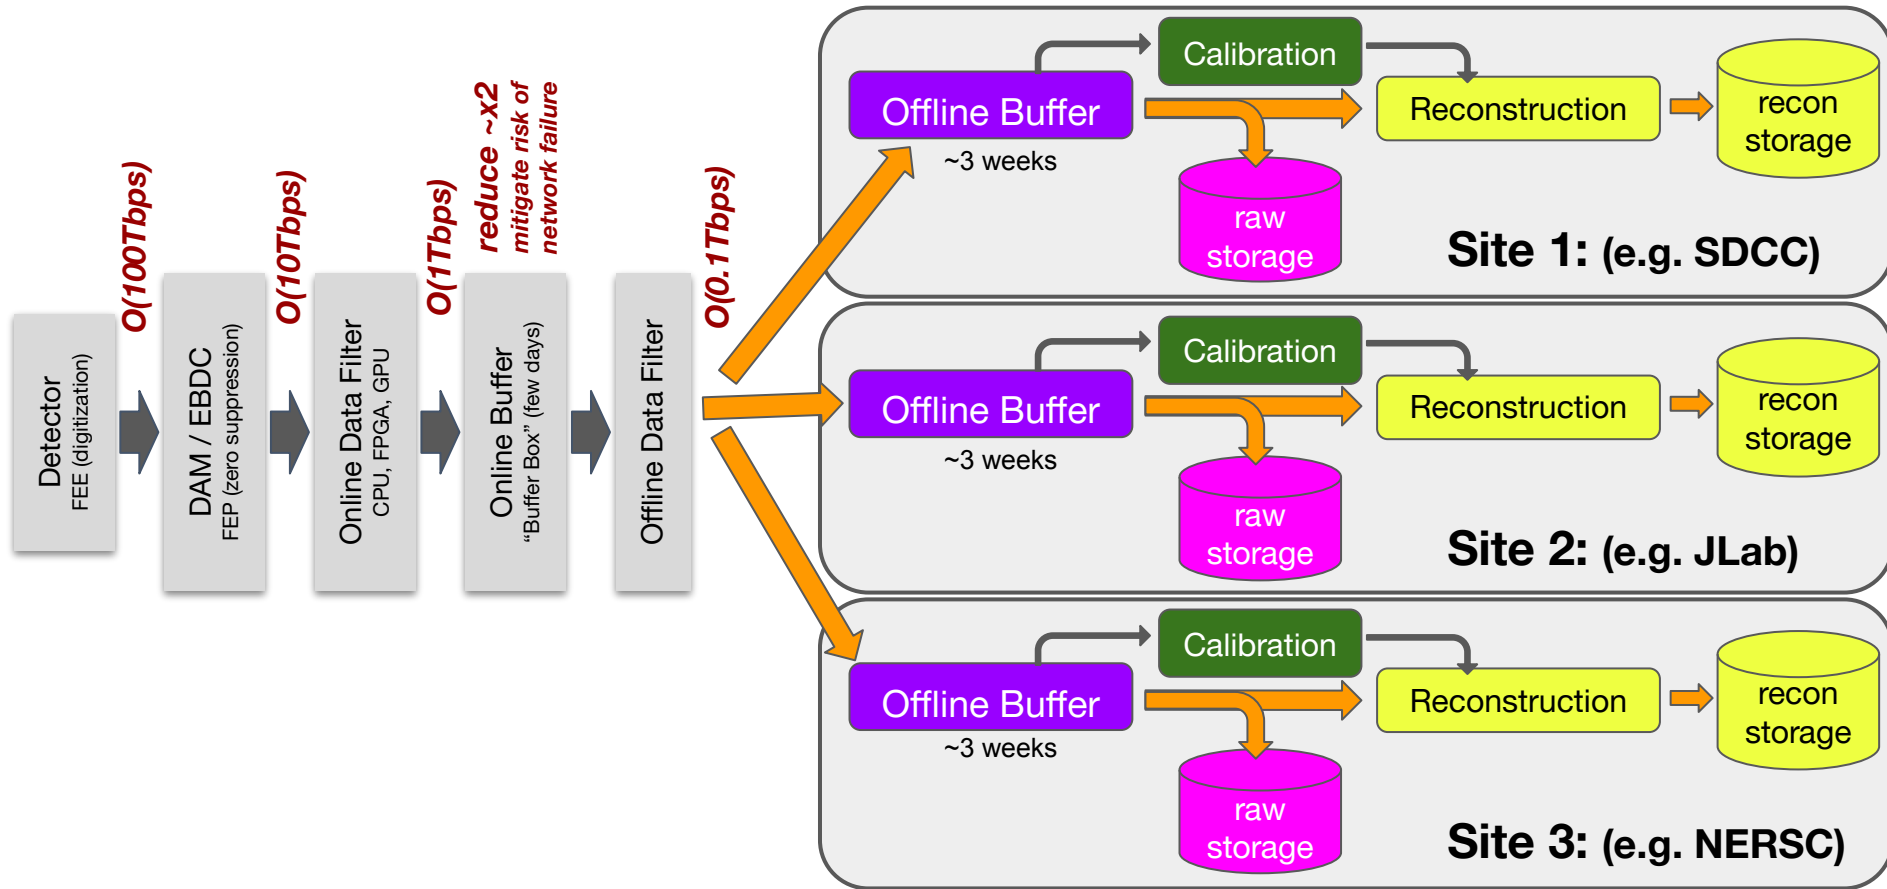 Detector
FEE (digitization)
O(100Tbps)
DAM / EBDC
FEP (zero suppression)
O(10Tbps)
Online Data Filter
CPU, FPGA, GPU
O(1Tbps)
reduce ~x2
mitigate risk of
network failure
Online Buffer
“Buffer Box” (few days)
Offline Data Filter
O(0.1Tbps)
Calibration
Offline Buffer
~3 weeks
Reconstruction
recon
storage
raw
storage
Site 1: (e.g. SDCC)
Calibration
Offline Buffer
~3 weeks
Reconstruction
recon
storage
raw
storage
Site 2: (e.g. JLab)
Calibration
Offline Buffer
~3 weeks
Reconstruction
recon
storage
raw
storage
Site 3: (e.g. NERSC)